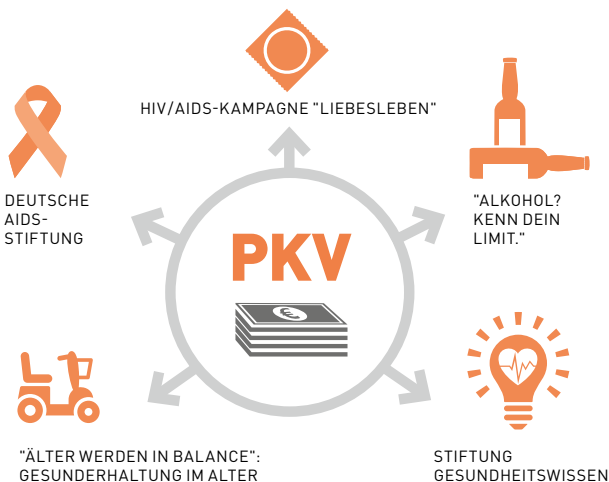 HIV/AIDS-KAMPAGNE "LIEBESLEBEN"
DEUTSCHE
AIDS-
STIFTUNG
"ALKOHOL?
KENN DEIN
LIMIT."
PKV
€
"ÄLTER WERDEN IN BALANCE":
GESUNDERHALTUNG IM ALTER
STIFTUNG
GESUNDHEITSWISSEN